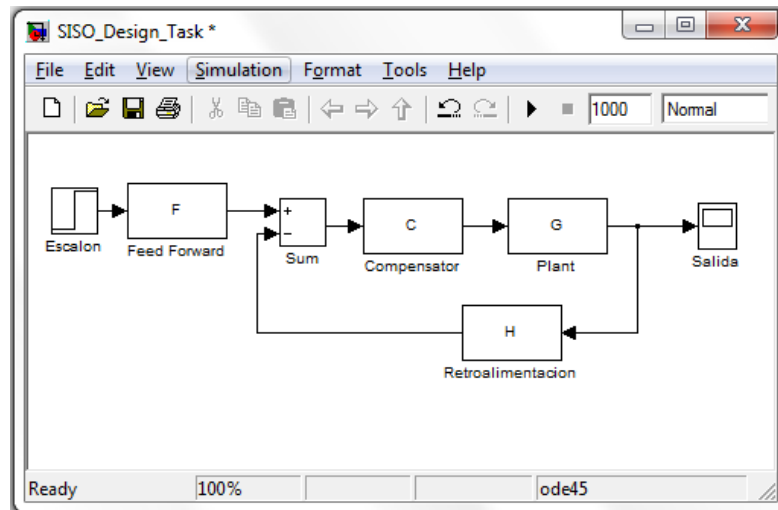 SISO_Design_Task *
File Edit View Simulation Format Tools Help
1000 Normal
F
+
−
C
G
Escalon
Feed Forward
Sum
Compensator
Plant
Salida
H
Retroalimentacion
Ready 100% ode45